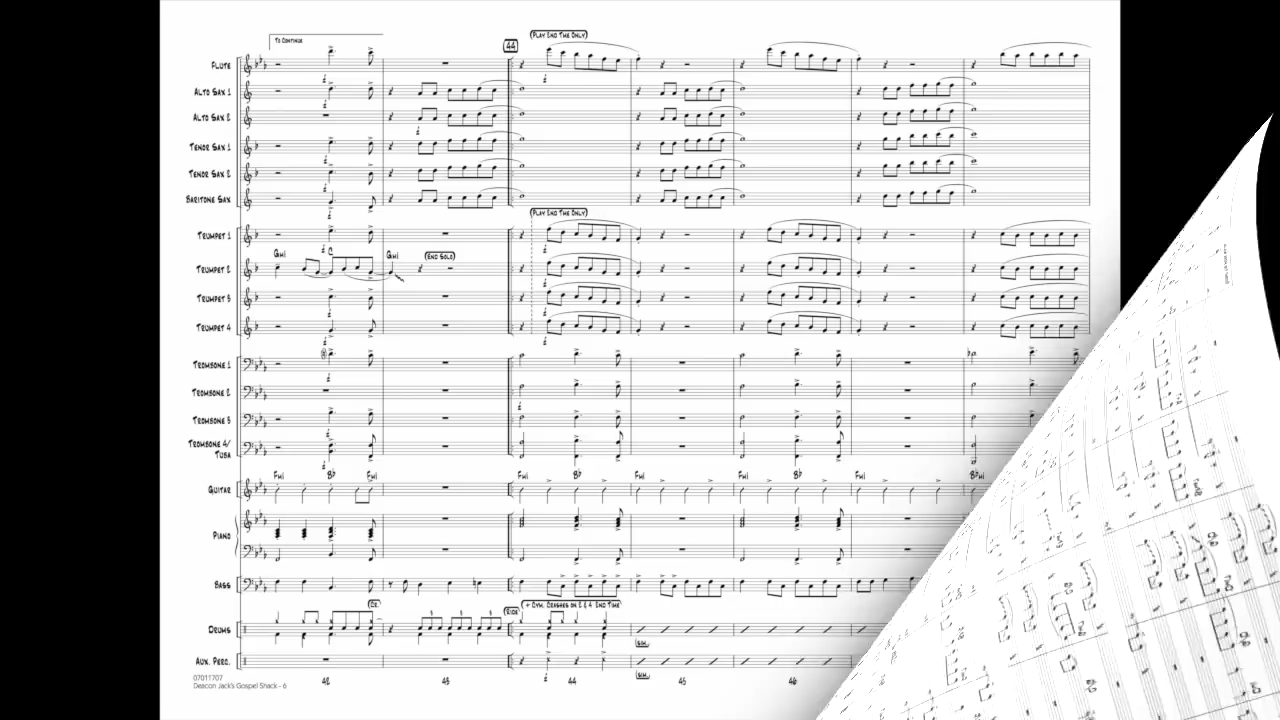 To Continue
44
(Play 2nd Time Only)
Flute
Alto Sax 1
Alto Sax 2
Tenor Sax 1
Tenor Sax 2
Baritone Sax
(Play 2nd Time Only)
Trumpet 1
Gmi C Gmi (End Solo)
Trumpet 2
Trumpet 3
Trumpet 4
Trombone 1
Trombone 2
Trombone 3
Trombone 4/
Tuba
Fmi Bb Fmi Fmi Bb Fmi Fmi Bb Fmi Bbmi
Guitar
Piano
Bass
(Cr.) (Ride) (+ Cym. Crashes on 2 & 4 2nd Time)
Drums
sim.
Aux. Perc.
sim.
42 43 44 45 46
07011707
Deacon Jack's Gospel Shack - 6